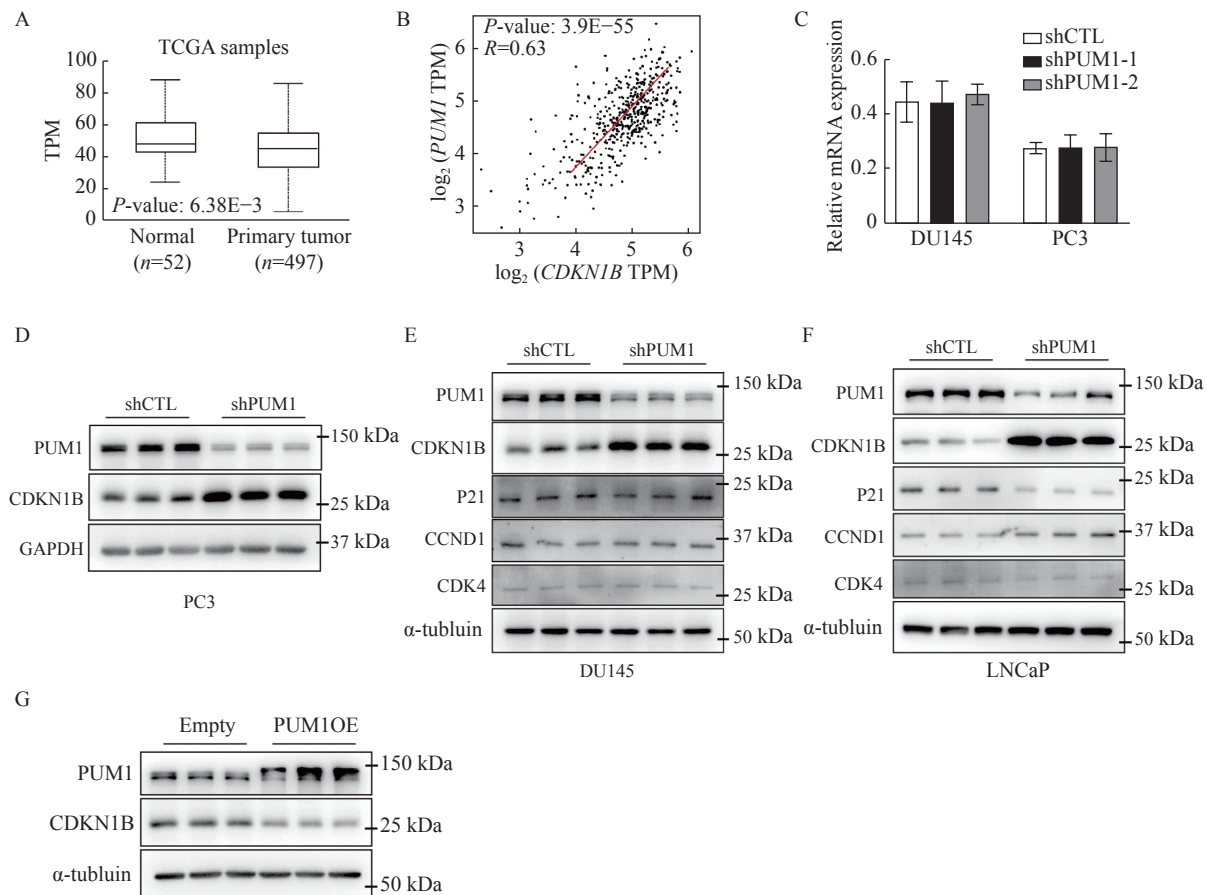 A
TCGA samples
TPM
100
80
60
40
20
0
P-value: 6.38E−3
Normal
(n=52)
Primary tumor
(n=497)
B
P-value: 3.9E−55
R=0.63
log2 (PUM1 TPM)
6
5
4
3
3 4 5 6
log2 (CDKN1B TPM)
C
shCTL
shPUM1-1
shPUM1-2
Relative mRNA expression
0.6
0.4
0.2
0
DU145 PC3
D
shCTL shPUM1
PUM1 150 kDa
CDKN1B 25 kDa
GAPDH 37 kDa
PC3
E
shCTL shPUM1
PUM1 150 kDa
CDKN1B 25 kDa
P21 25 kDa
CCND1 37 kDa
CDK4 25 kDa
α-tubluin 50 kDa
DU145
F
shCTL shPUM1
PUM1 150 kDa
CDKN1B 25 kDa
P21 25 kDa
CCND1 37 kDa
CDK4 25 kDa
α-tubluin 50 kDa
LNCaP
G
Empty PUM1OE
PUM1 150 kDa
CDKN1B 25 kDa
α-tubluin 50 kDa